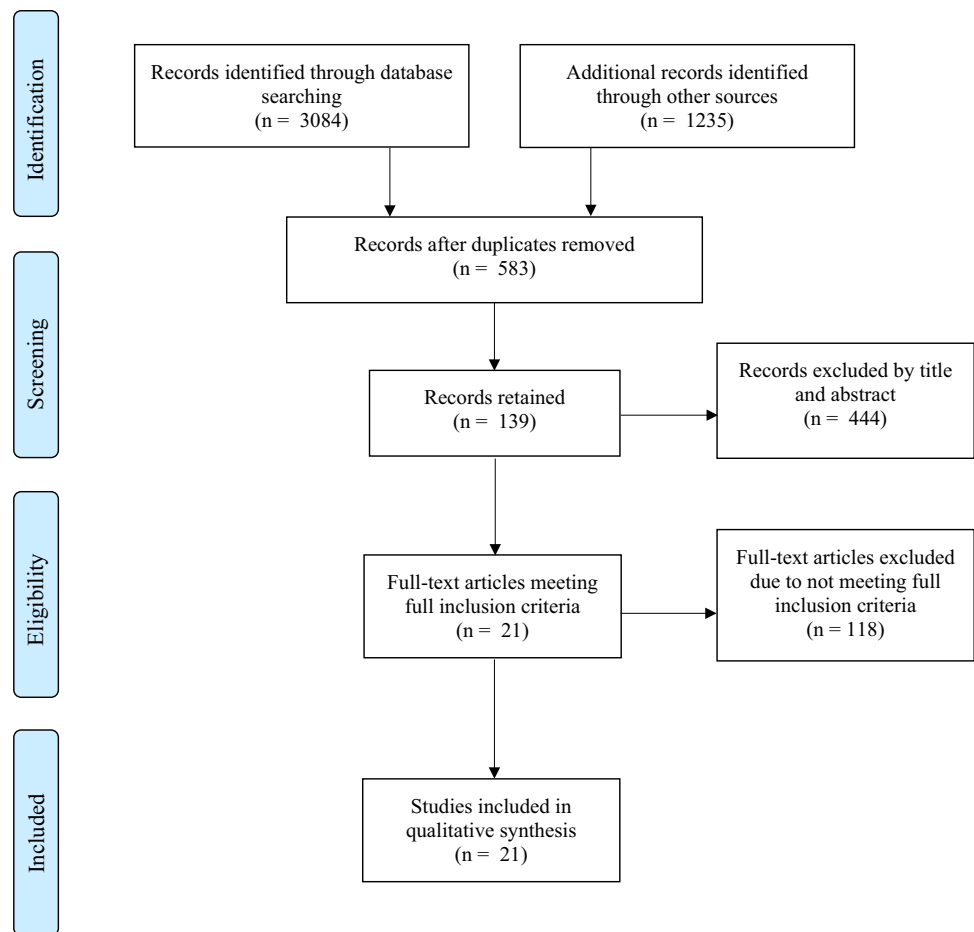 Identification
Records identified through database
searching
(n = 3084)
Additional records identified
through other sources
(n = 1235)
Records after duplicates removed
(n = 583)
Screening
Records retained
(n = 139)
Records excluded by title
and abstract
(n = 444)
Eligibility
Full-text articles meeting
full inclusion criteria
(n = 21)
Full-text articles excluded
due to not meeting full
inclusion criteria
(n = 118)
Included
Studies included in
qualitative synthesis
(n = 21)